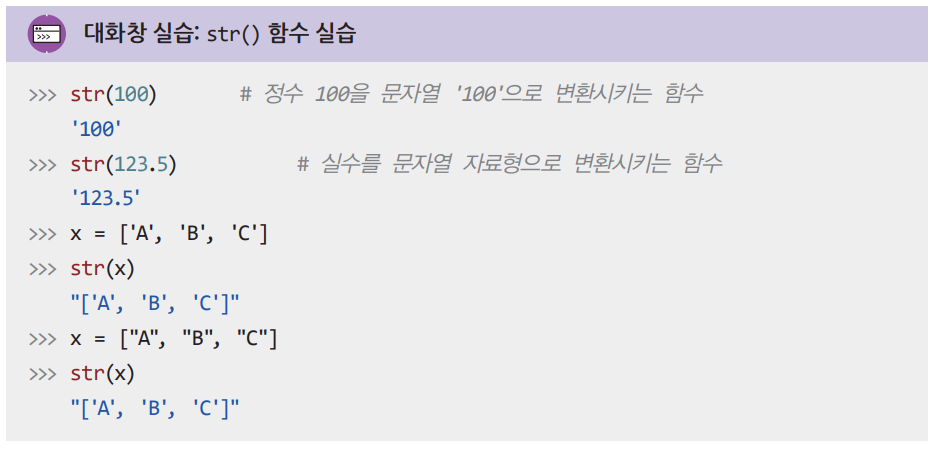 >>>
대화창 실습: str() 함수 실습
>>> str(100) # 정수 100을 문자열 '100'으로 변환시키는 함수
'100'
>>> str(123.5) # 실수를 문자열 자료형으로 변환시키는 함수
'123.5'
>>> x = ['A', 'B', 'C']
>>> str(x)
"['A', 'B', 'C']"
>>> x = ["A", "B", "C"]
>>> str(x)
"['A', 'B', 'C']"